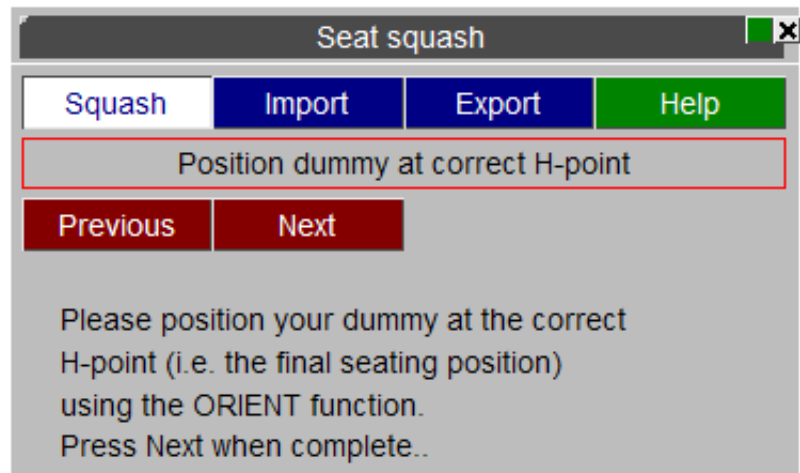 Seat squash
Squash Import Export Help
Position dummy at correct H-point
Previous Next
Please position your dummy at the correct
H-point (i.e. the final seating position)
using the ORIENT function.
Press Next when complete..